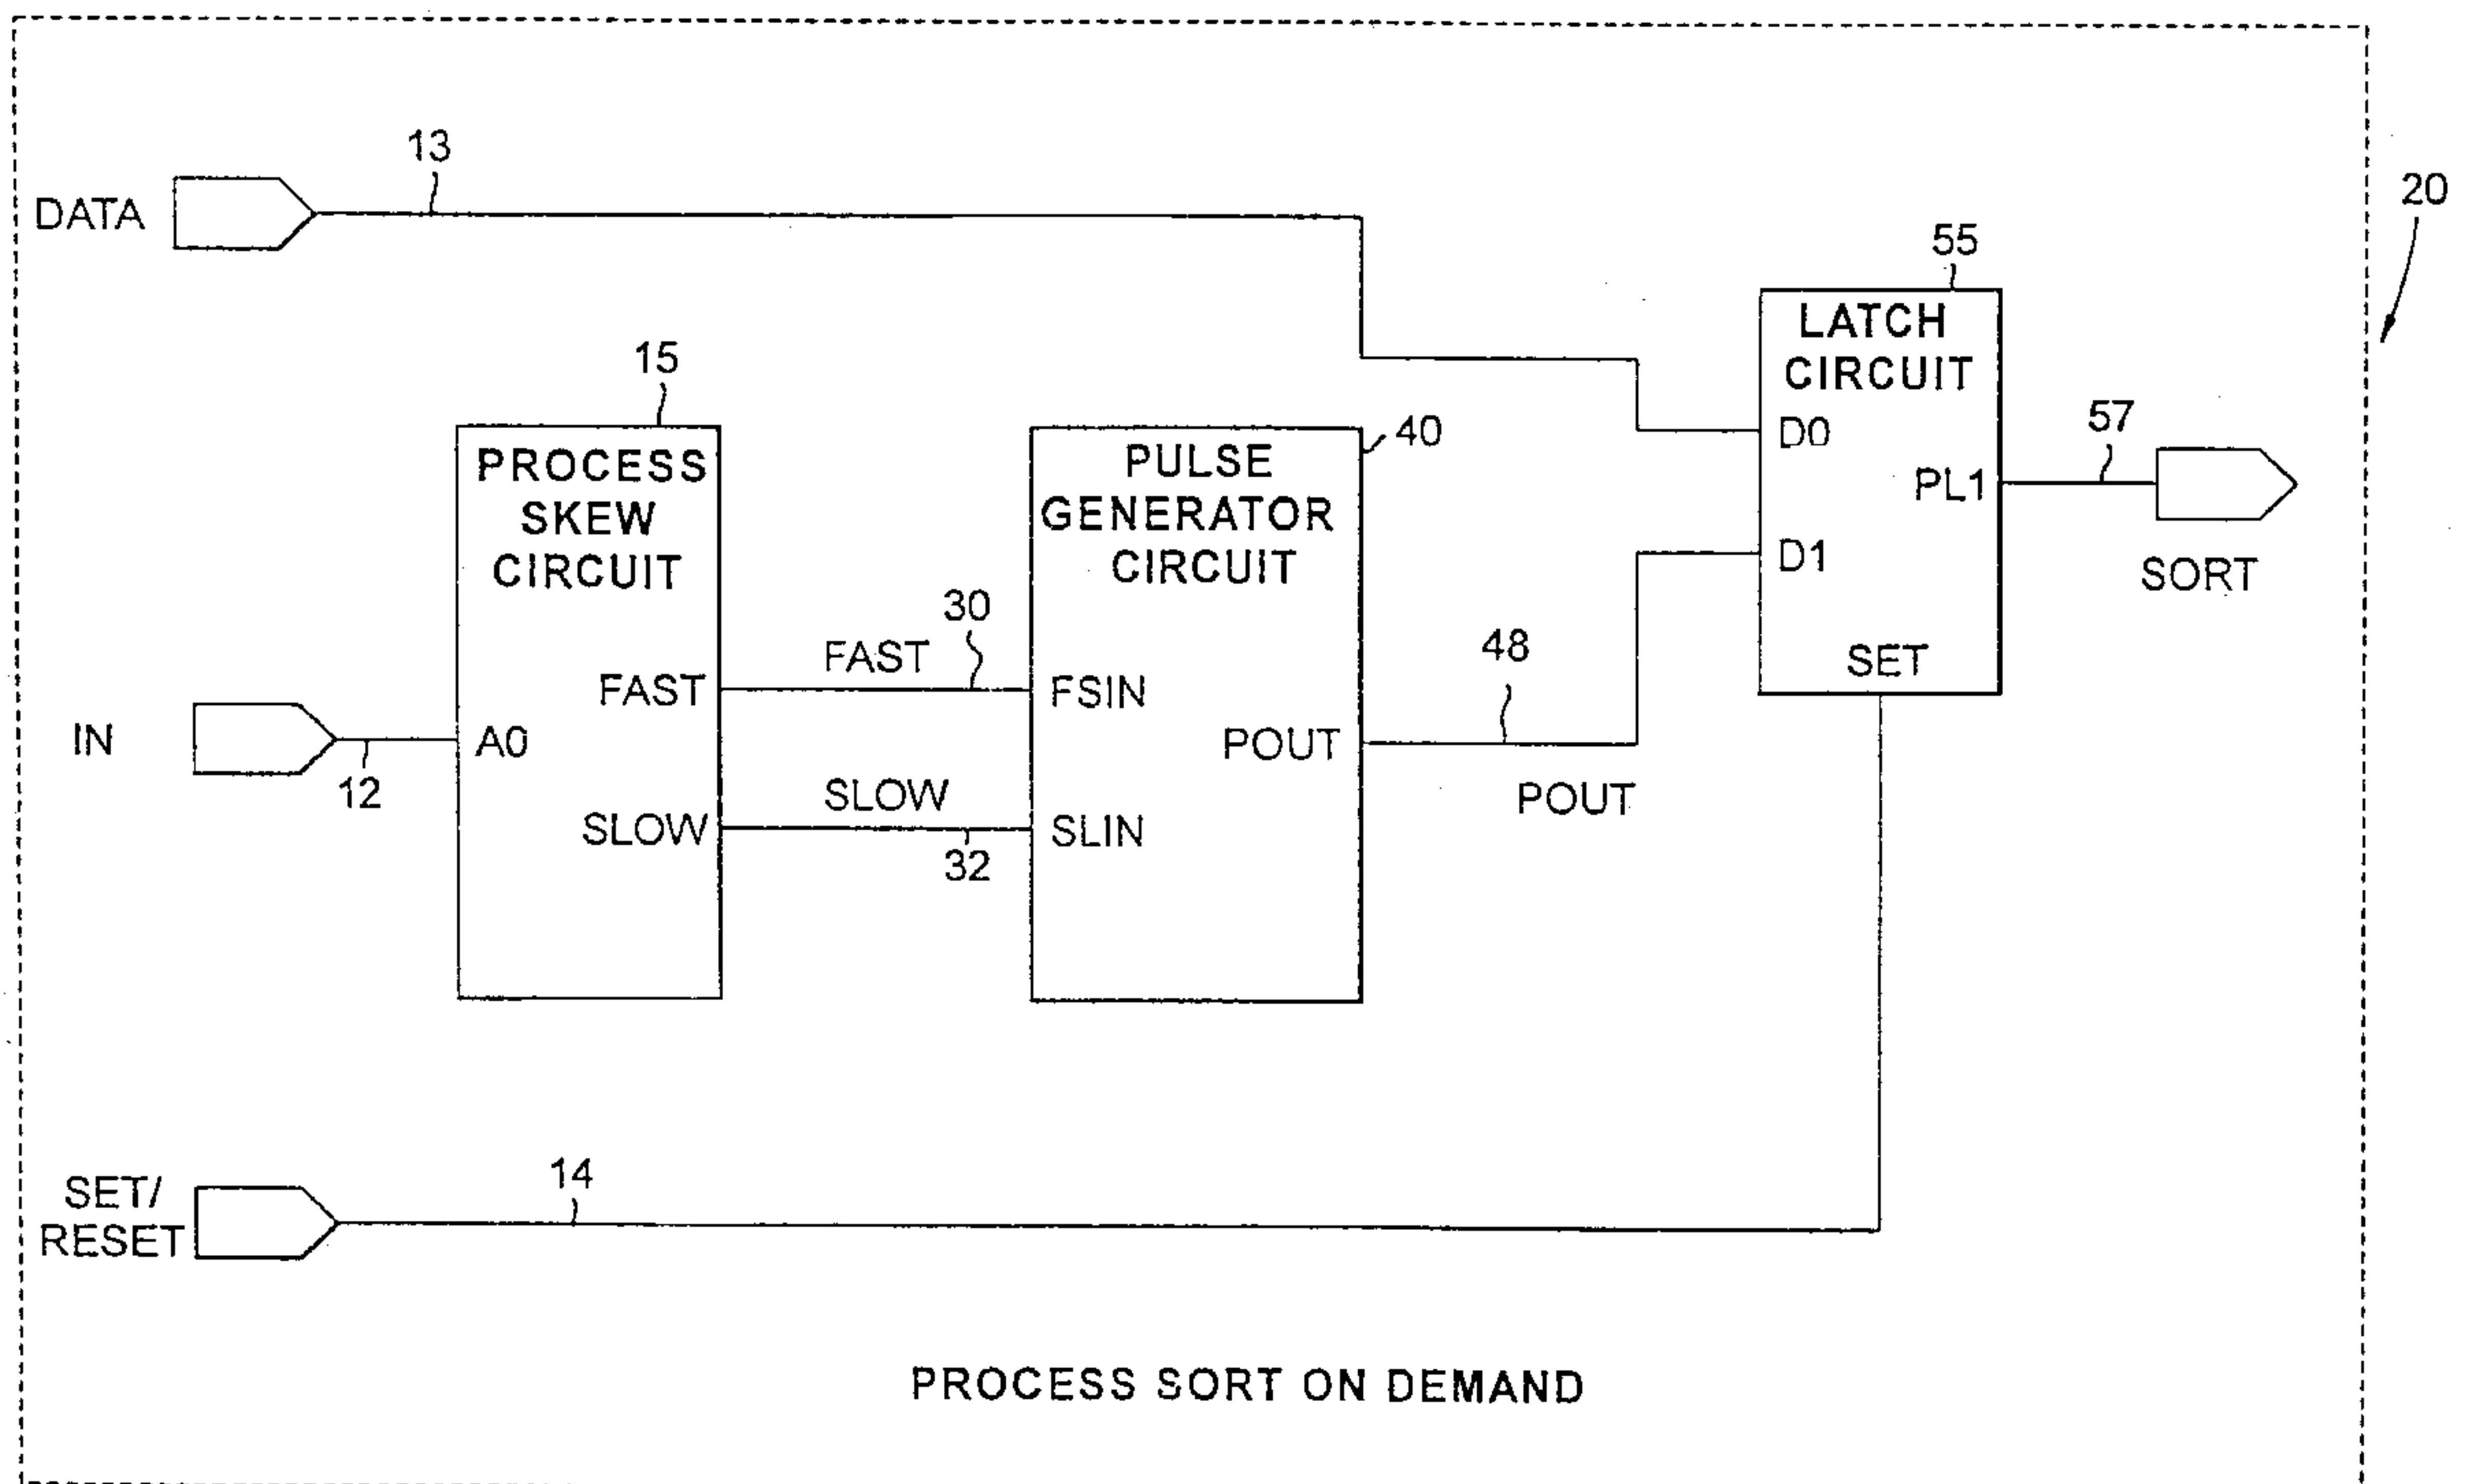 13
DATA
20
55
LATCH
CIRCUIT
D0
PL1
D1
SET
57
SORT
15
PROCESS
SKEW
CIRCUIT
FAST
A0
SLOW
IN
12
FAST
30
SLOW
32
40
PULSE
GENERATOR
CIRCUIT
FSIN
POUT
SLIN
48
POUT
SET/
RESET
14
PROCESS SORT ON DEMAND